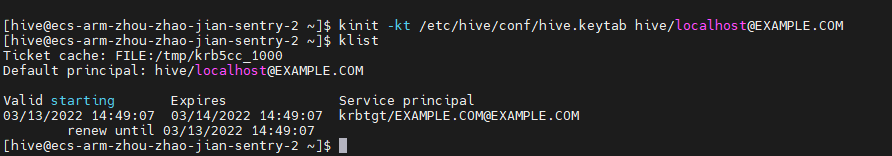 [hive@ecs-arm-zhou-zhao-jian-sentry-2 ~]$ kinit -kt /etc/hive/conf/hive.keytab hive/localhost@EXAMPLE.COM
[hive@ecs-arm-zhou-zhao-jian-sentry-2 ~]$ klist
Ticket cache: FILE:/tmp/krb5cc_1000
Default principal: hive/localhost@EXAMPLE.COM
Valid starting       Expires              Service principal
03/13/2022 14:49:07  03/14/2022 14:49:07  krbtgt/EXAMPLE.COM@EXAMPLE.COM
        renew until 03/13/2022 14:49:07
[hive@ecs-arm-zhou-zhao-jian-sentry-2 ~]$